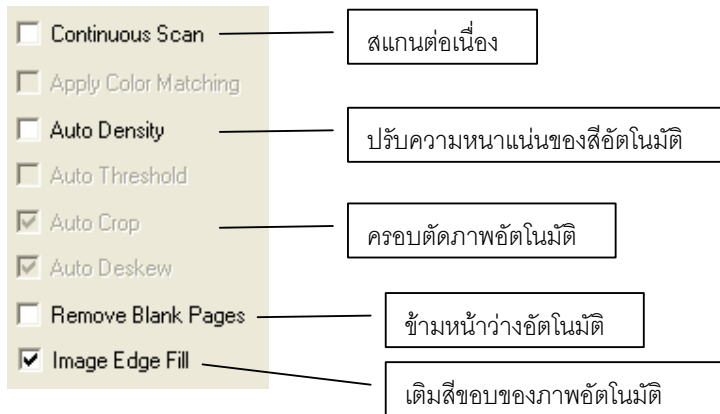 Continuous Scan
สแกนต่อเนื่อง
Apply Color Matching
Auto Density
ปรับความหนาแน่นของสีอัตโนมัติ
Auto Threshold
Auto Crop
ครอบตัดภาพอัตโนมัติ
Auto Deskew
Remove Blank Pages
ข้ามหน้าว่างอัตโนมัติ
Image Edge Fill
เติมสีขอบของภาพอัตโนมัติ